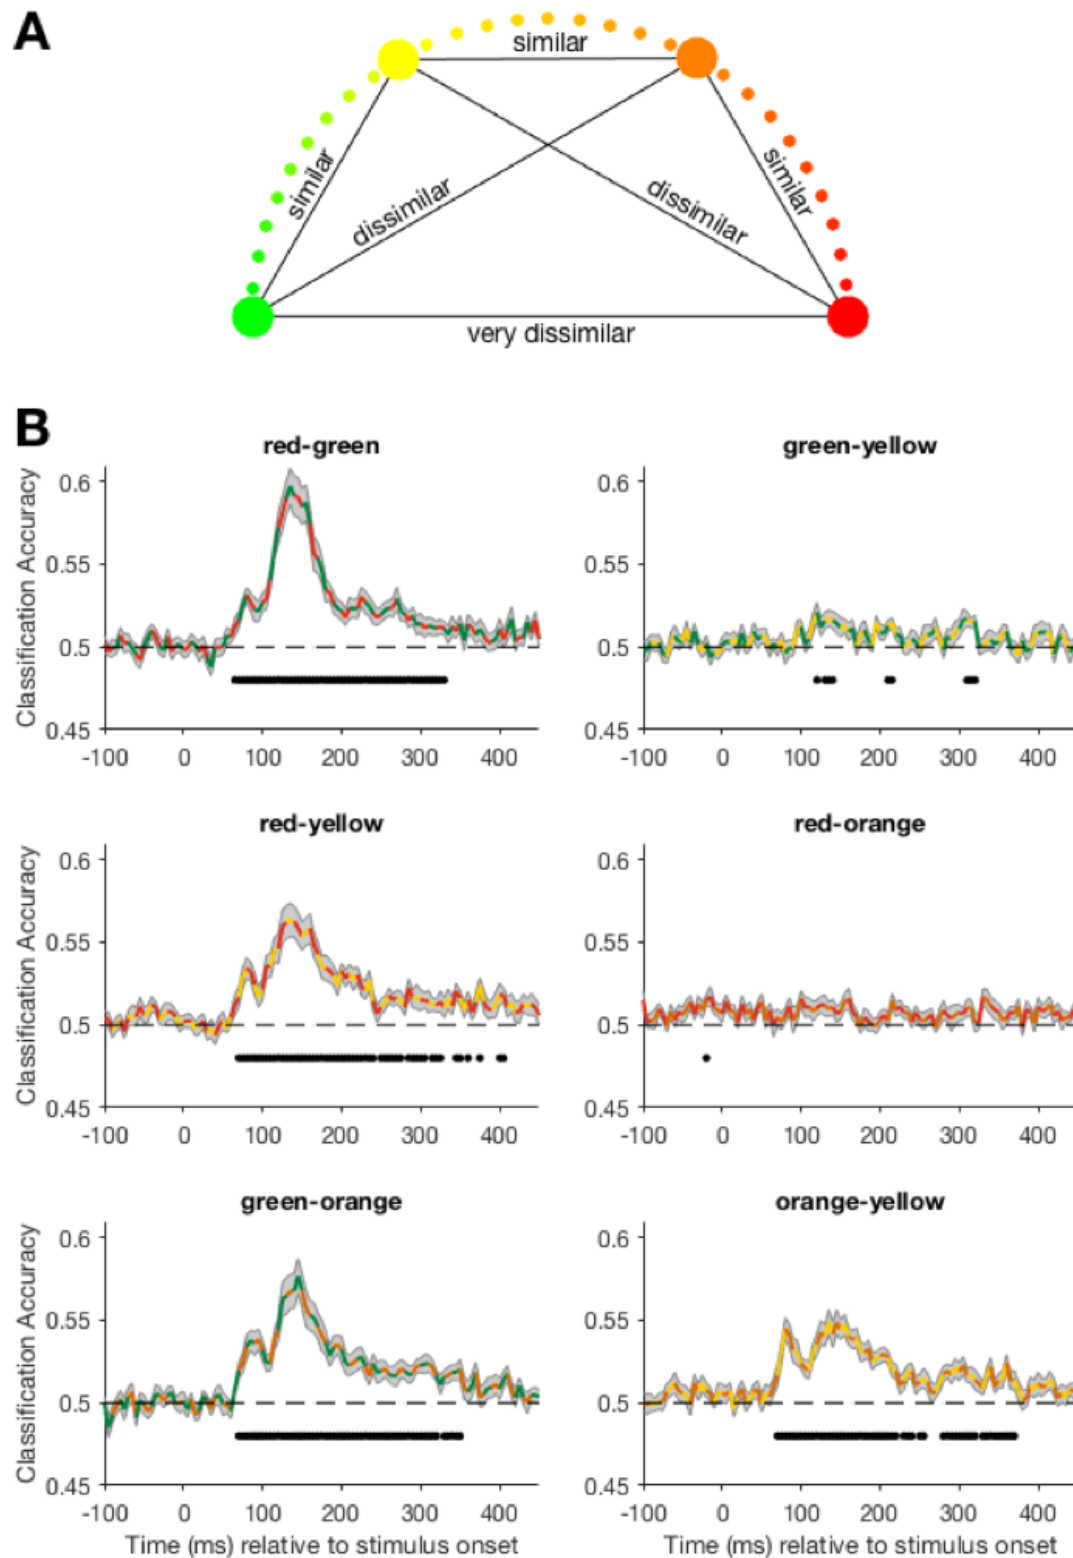 A
similar
similar
similar
dissimilar
dissimilar
very dissimilar
B
red-green
green-yellow
Classification Accuracy
0.6
0.55
0.5
0.45
-100 0 100 200 300 400
0.6
0.55
0.5
0.45
-100 0 100 200 300 400
red-yellow
red-orange
Classification Accuracy
0.6
0.55
0.5
0.45
-100 0 100 200 300 400
0.6
0.55
0.5
0.45
-100 0 100 200 300 400
green-orange
orange-yellow
Classification Accuracy
0.6
0.55
0.5
0.45
-100 0 100 200 300 400
Time (ms) relative to stimulus onset
0.6
0.55
0.5
0.45
-100 0 100 200 300 400
Time (ms) relative to stimulus onset